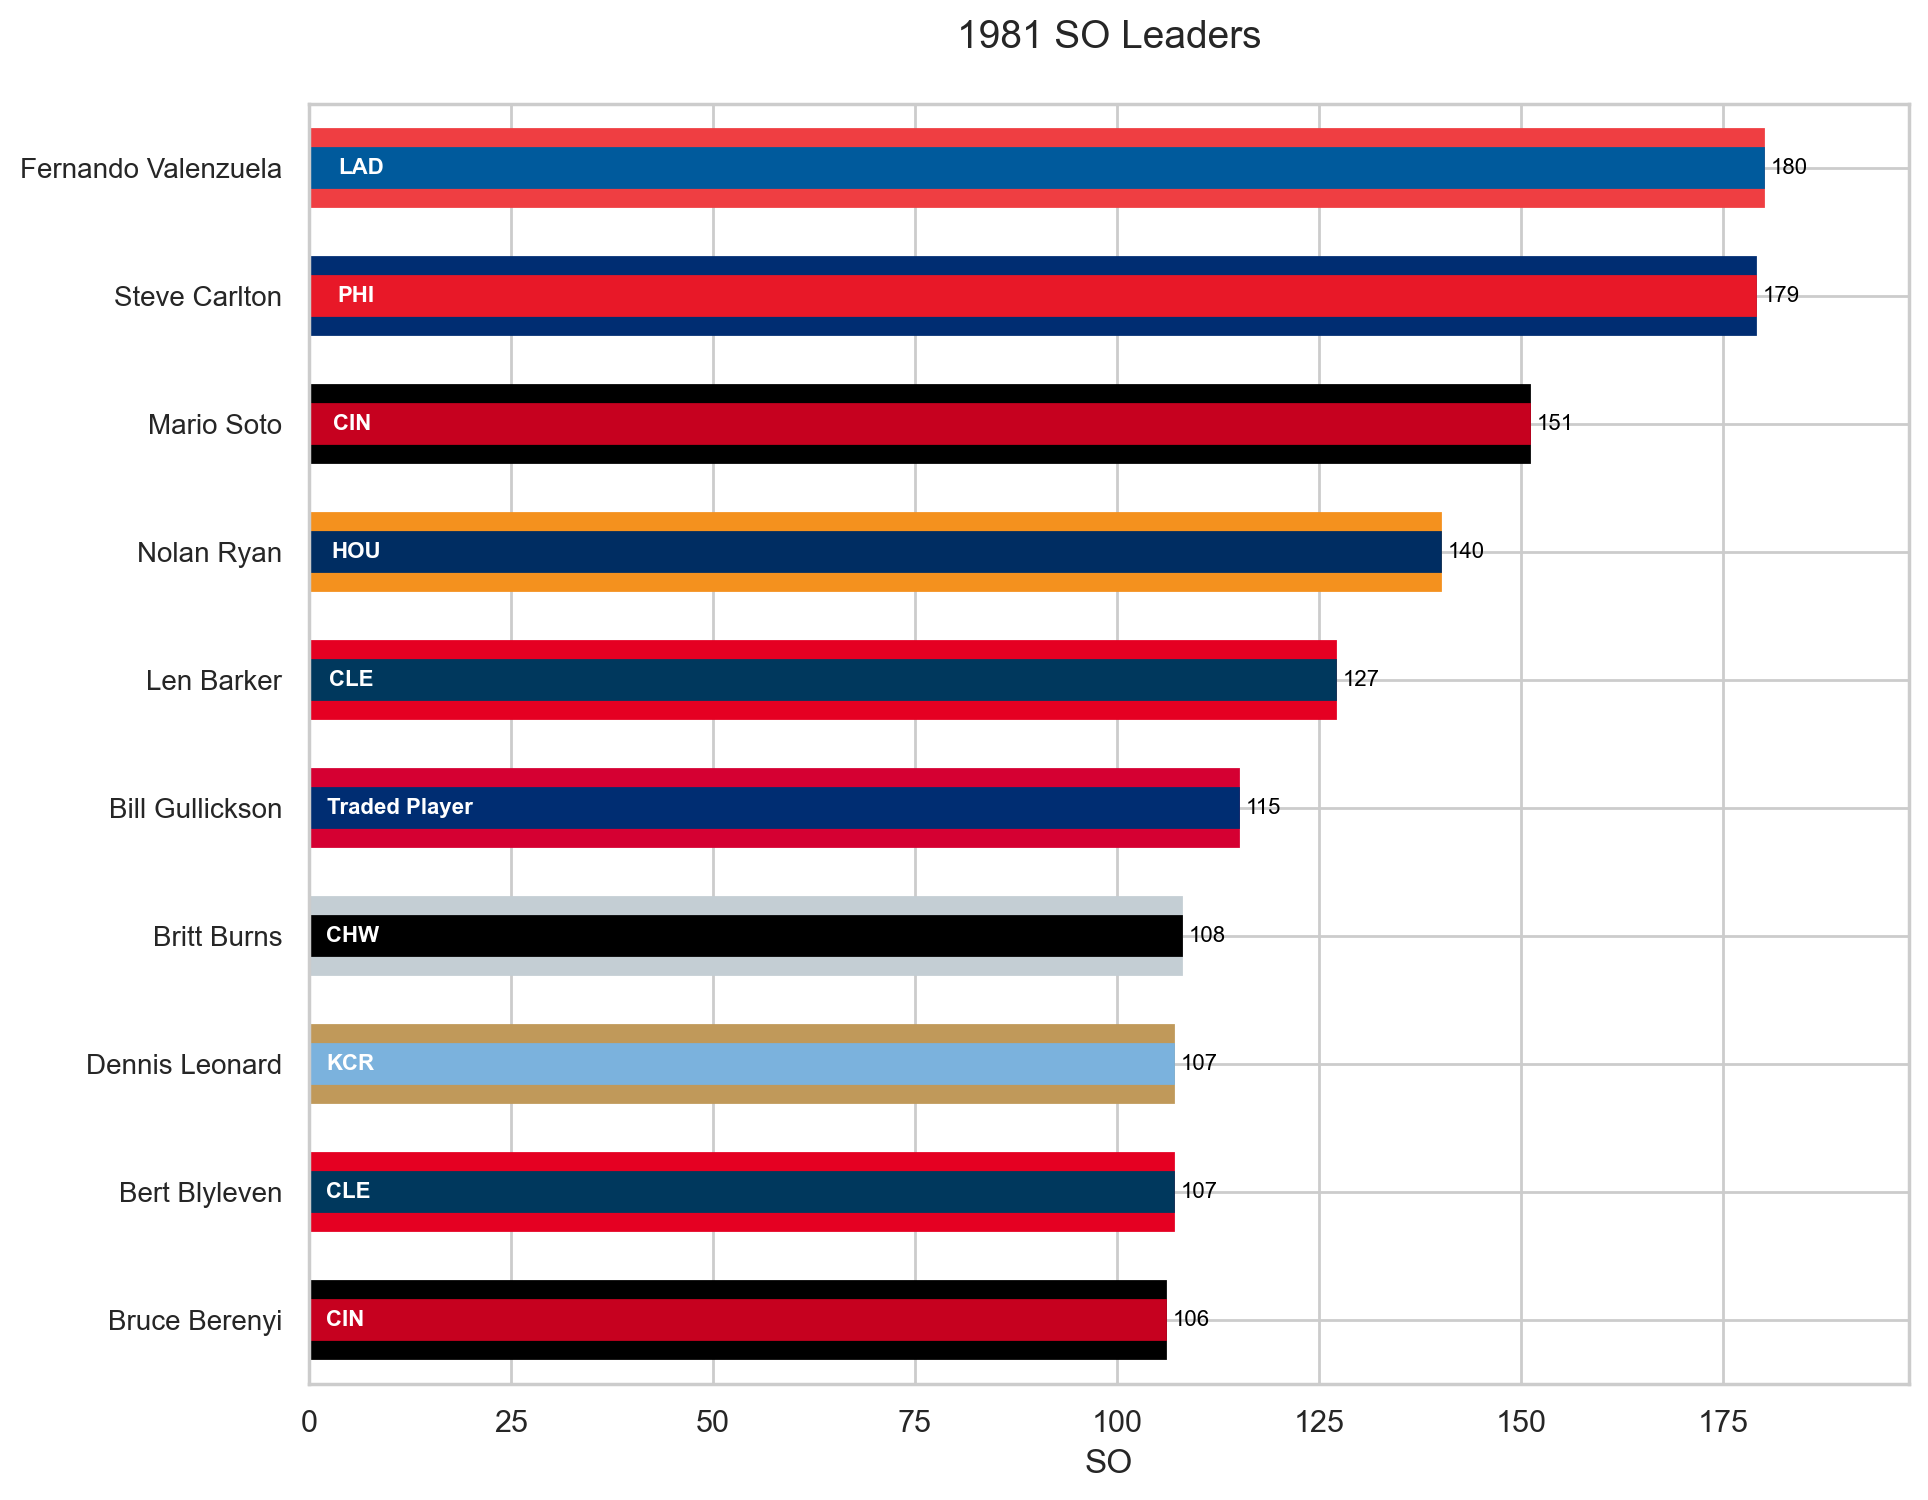 1981 SO Leaders
Fernando Valenzuela LAD 180
Steve Carlton PHI 179
Mario Soto CIN 151
Nolan Ryan HOU 140
Len Barker CLE 127
Bill Gullickson Traded Player 115
Britt Burns CHW 108
Dennis Leonard KCR 107
Bert Blyleven CLE 107
Bruce Berenyi CIN 106
0 25 50 75 100 125 150 175
SO